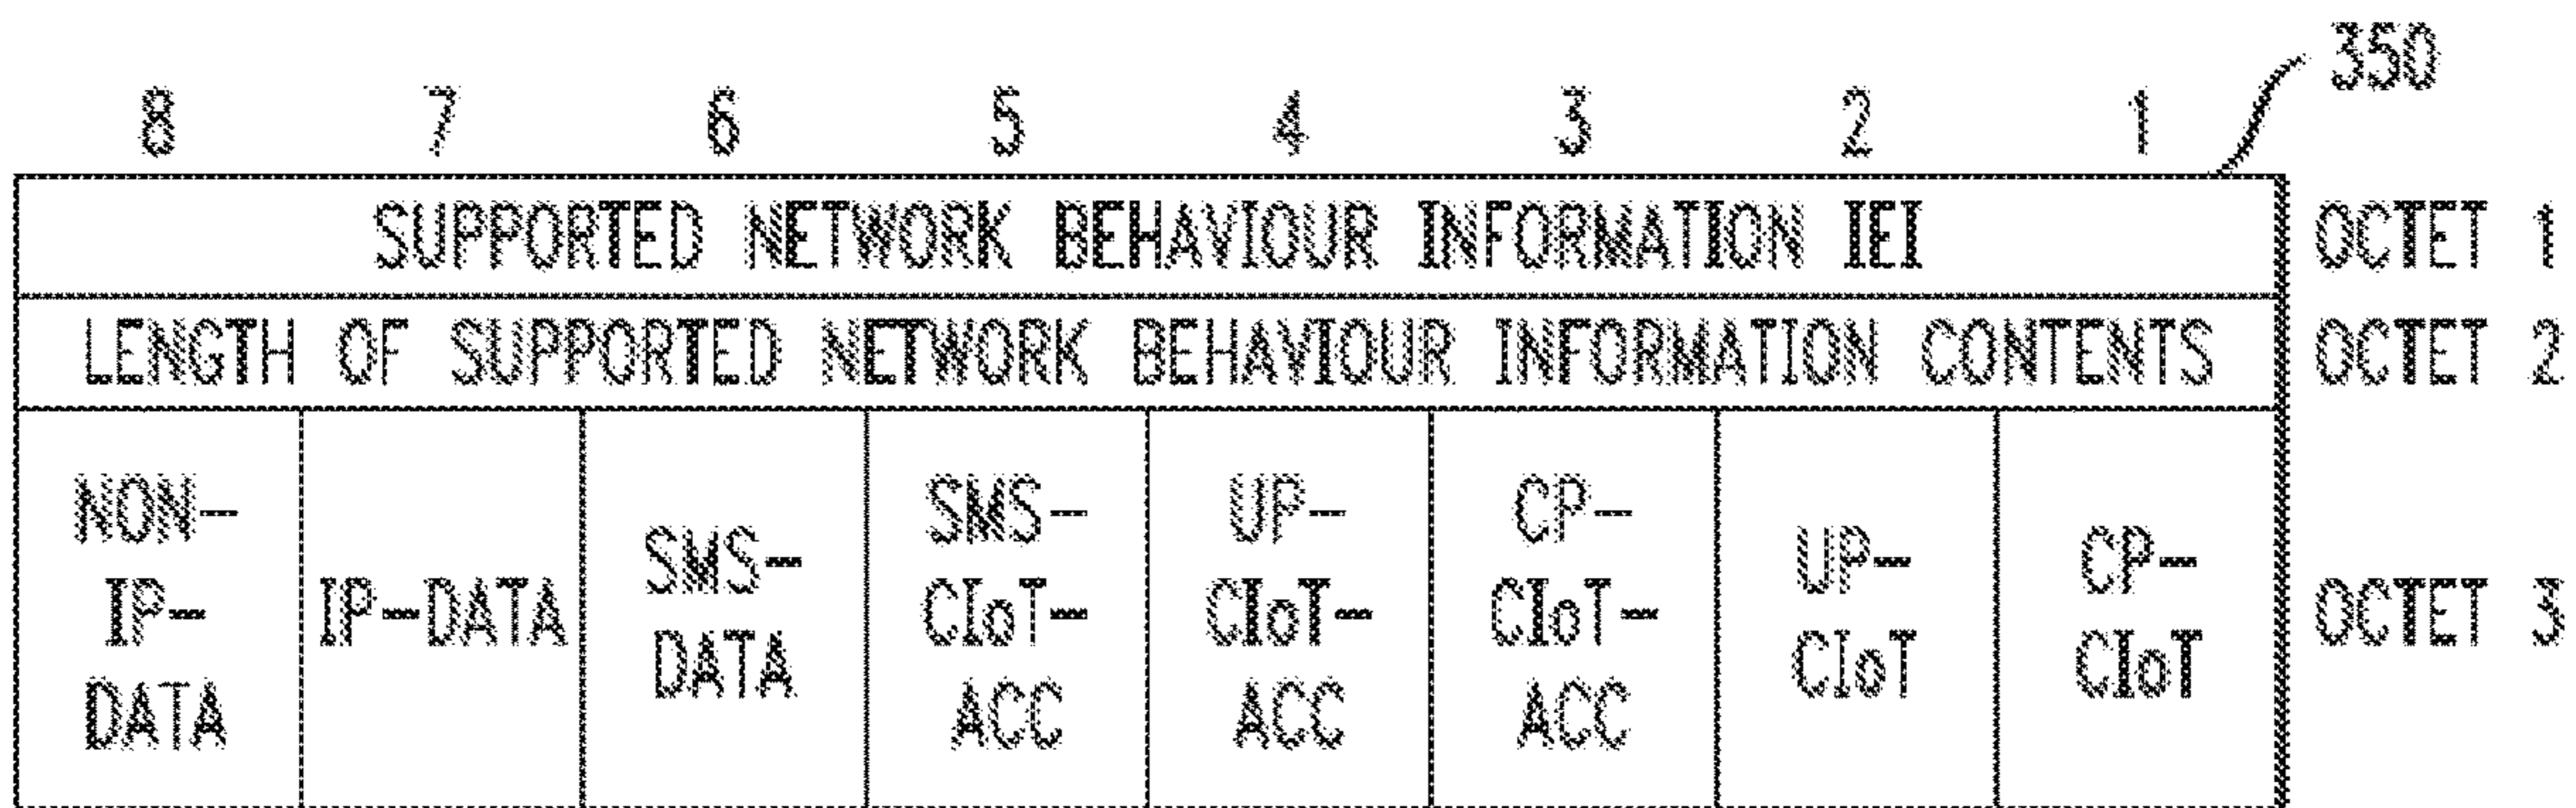 350
8 7 6 5 4 3 2 1
SUPPORTED NETWORK BEHAVIOUR INFORMATION IEI OCTET 1
LENGTH OF SUPPORTED NETWORK BEHAVIOUR INFORMATION CONTENTS OCTET 2
NON-
IP-
DATA
IP-DATA
SMS-
DATA
SMS-
CIoT-
ACC
UP-
CIoT-
ACC
CP-
CIoT-
ACC
UP-
CIoT
CP-
CIoT
OCTET 3